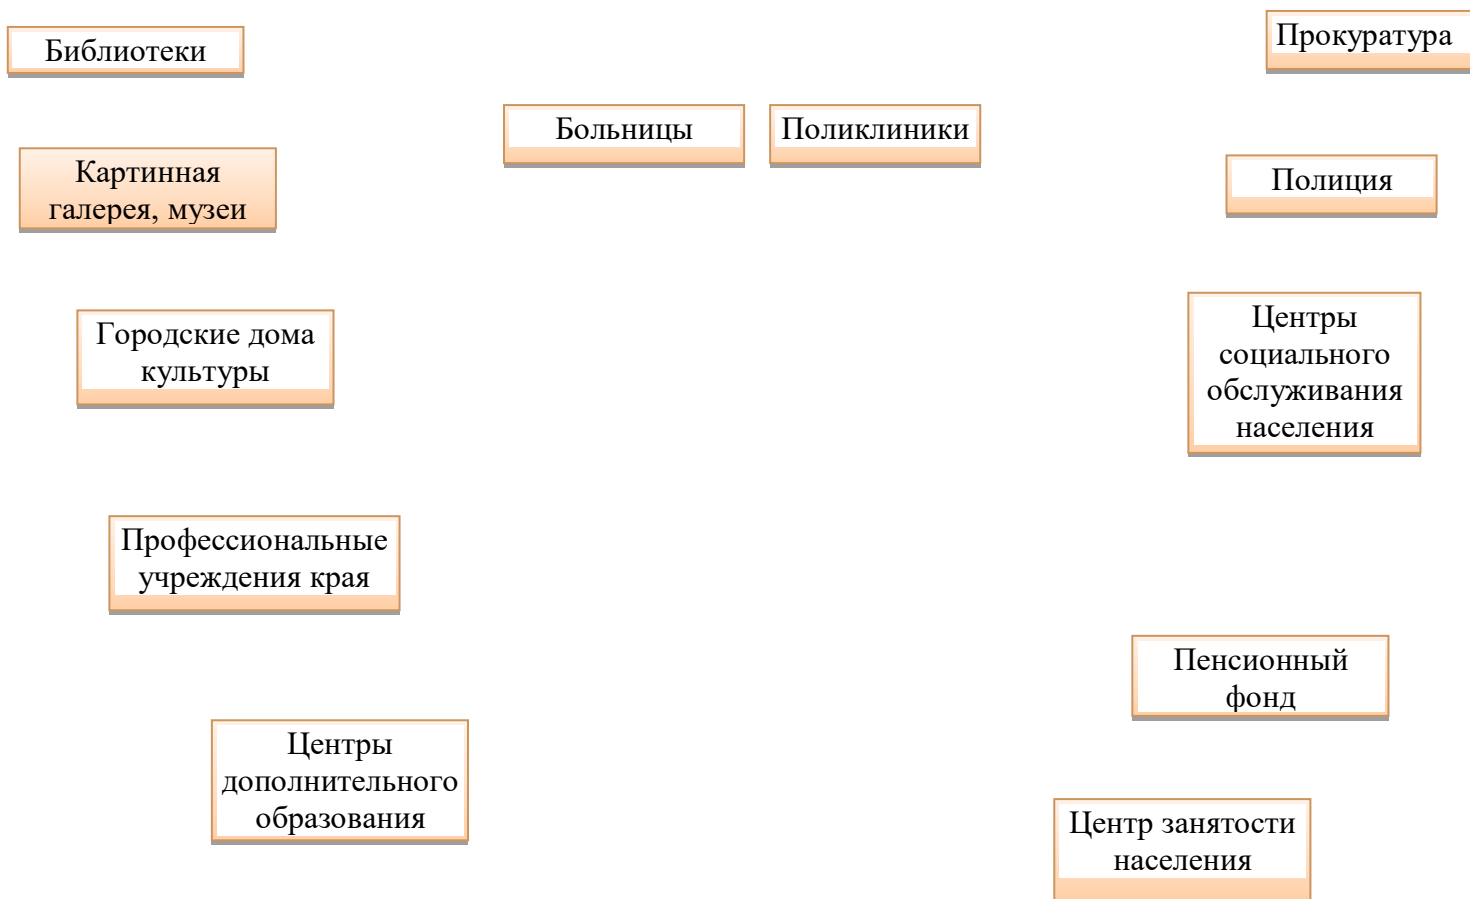 Библиотеки
Прокуратура
Больницы
Поликлиники
Картинная
галерея, музеи
Полиция
Городские дома
культуры
Центры
социального
обслуживания
населения
Профессиональные
учреждения края
Пенсионный
фонд
Центры
дополнительного
образования
Центр занятости
населения